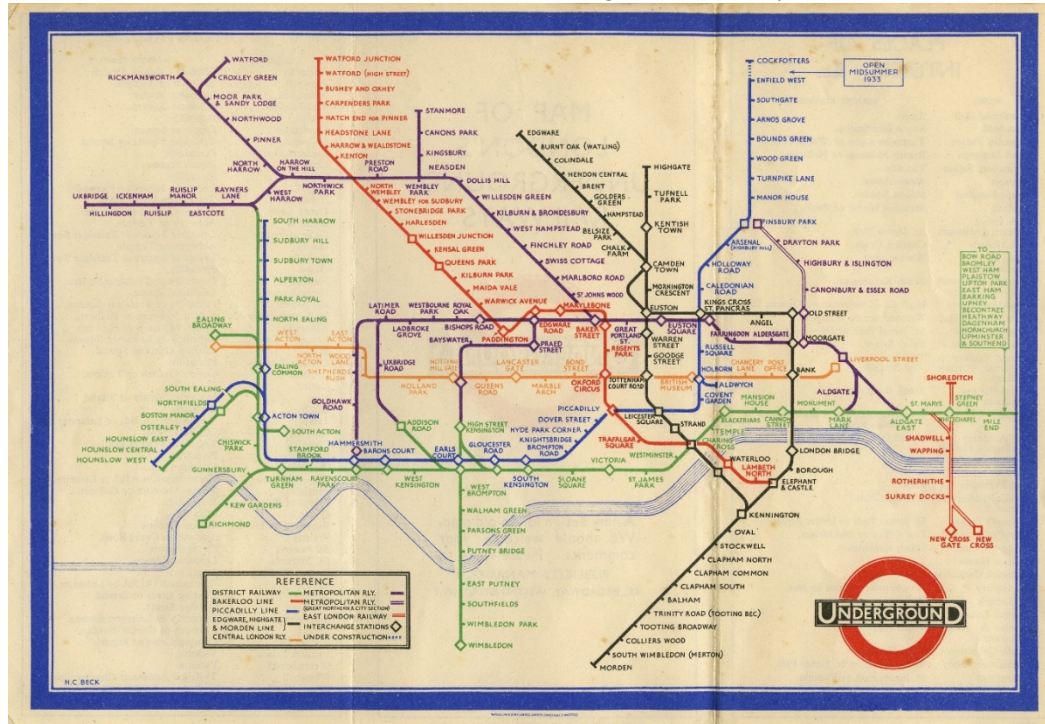 WATFORD
CROXLEY GREEN
RICKMANSWORTH
MOOR PARK
& SANDY LODGE
NORTHWOOD
PINNER
NORTH
HARROW
HARROW
ON THE HILL
NORTHWICK
PARK
PRESTON
ROAD
WEMBLEY
PARK
NEASDEN
KINGSBURY
CANONS PARK
STANMORE
DOLLIS HILL
WILLESDEN GREEN
KILBURN & BRONDESBURY
WEST HAMPSTEAD
FINCHLEY ROAD
SWISS COTTAGE
MARLBORO ROAD
ST JOHNS WOOD
UXBRIDGE
ICKENHAM
RUISLIP
MANOR
RAYNERS
LANE
WEST
HARROW
HILLINGDON
RUISLIP
EASTCOTE
WATFORD JUNCTION
WATFORD (HIGH STREET)
BUSHEY AND OXHEY
CARPENDERS PARK
HATCH END FOR PINNER
HEADSTONE LANE
HARROW & WEALDSTONE
KENTON
NORTH
WEMBLEY
WEMBLEY FOR SUDBURY
STONEBRIDGE PARK
HARLESDEN
WILLESDEN JUNCTION
KENSAL GREEN
QUEENS PARK
KILBURN PARK
MAIDA VALE
WARWICK AVENUE
PADDINGTON
EDGWARE
ROAD
MARYLEBONE
BAKER
STREET
REGENTS
PARK
OXFORD
CIRCUS
PICCADILLY
TRAFALGAR
SQUARE
CHARING
CROSS
WATERLOO
LAMBETH
NORTH
ELEPHANT
& CASTLE
EDGWARE
BURNT OAK (WATLING)
COLINDALE
HENDON CENTRAL
BRENT
GOLDERS
GREEN
HAMPSTEAD
BELSIZE
PARK
CHALK
FARM
CAMDEN
TOWN
HIGHGATE
TUFNELL
PARK
KENTISH
TOWN
MORNINGTON
CRESCENT
EUSTON
WARREN
STREET
GOODGE
STREET
TOTTENHAM
COURT ROAD
LEICESTER
SQUARE
STRAND
KINGS CROSS
ST. PANCRAS
ANGEL
OLD STREET
MOORGATE
BANK
LONDON BRIDGE
BOROUGH
KENNINGTON
OVAL
STOCKWELL
CLAPHAM NORTH
CLAPHAM COMMON
CLAPHAM SOUTH
BALHAM
TRINITY ROAD (TOOTING BEC)
TOOTING BROADWAY
COLLIERS WOOD
SOUTH WIMBLEDON (MERTON)
MORDEN
COCKFOSTERS
OPEN
MIDSUMMER
1933
ENFIELD WEST
SOUTHGATE
ARNOS GROVE
BOUNDS GREEN
WOOD GREEN
TURNPIKE LANE
MANOR HOUSE
FINSBURY PARK
ARSENAL
(HIGHBURY HILL)
HOLLOWAY
ROAD
CALEDONIAN
ROAD
RUSSELL
SQUARE
HOLBORN
ALDWYCH
COVENT
GARDEN
DRAYTON PARK
HIGHBURY & ISLINGTON
CANONBURY & ESSEX ROAD
LATIMER
ROAD
WESTBOURNE
PARK
ROYAL
OAK
LADBROKE
GROVE
BISHOPS ROAD
BAYSWATER
PRAED
STREET
GREAT
PORTLAND
ST.
EUSTON
SQUARE
FARRINGDON
ALDERSGATE
LIVERPOOL STREET
ALDGATE
UXBRIDGE
ROAD
GOLDHAWK
ROAD
HAMMERSMITH
ADDISON
ROAD
HIGH STREET
KENSINGTON
WEST
ACTON
EAST
ACTON
NORTH
ACTON
WOOD
LANE
SHEPHERDS
BUSH
HOLLAND
PARK
NOTTING
HILL GATE
QUEENS
ROAD
LANCASTER
GATE
MARBLE
ARCH
BOND
STREET
BRITISH
MUSEUM
CHANCERY
LANE
POST
OFFICE
SOUTH HARROW
SUDBURY HILL
SUDBURY TOWN
ALPERTON
PARK ROYAL
NORTH EALING
EALING
BROADWAY
EALING
COMMON
SOUTH EALING
NORTHFIELDS
BOSTON MANOR
OSTERLEY
HOUNSLOW EAST
HOUNSLOW CENTRAL
HOUNSLOW WEST
ACTON TOWN
SOUTH ACTON
CHISWICK
PARK
STAMFORD
BROOK
GUNNERSBURY
KEW GARDENS
RICHMOND
TURNHAM
GREEN
RAVENSCOURT
PARK
BARONS COURT
WEST
KENSINGTON
EARLS
COURT
GLOUCESTER
ROAD
SOUTH
KENSINGTON
KNIGHTSBRIDGE
BROMPTON
ROAD
HYDE PARK CORNER
DOVER STREET
SLOANE
SQUARE
VICTORIA
ST. JAMES
PARK
WESTMINSTER
TEMPLE
BLACKFRIARS
MANSION
HOUSE
CANNON
STREET
MONUMENT
MARK
LANE
ALDGATE
EAST
ST. MARYS
WHITECHAPEL
STEPNEY
GREEN
MILE
END
TO
BOW ROAD
BROMLEY
WEST HAM
PLAISTOW
UPTON PARK
EAST HAM
BARKING
UPNEY
BECONTREE
HEATHWAY
DAGENHAM
HORNCHURCH
UPMINSTER
& SOUTHEND
SHOREDITCH
SHADWELL
WAPPING
ROTHERHITHE
SURREY DOCKS
NEW CROSS
GATE
NEW
CROSS
WEST
BROMPTON
WALHAM GREEN
PARSONS GREEN
PUTNEY BRIDGE
EAST PUTNEY
SOUTHFIELDS
WIMBLEDON PARK
WIMBLEDON
REFERENCE
DISTRICT RAILWAY
METROPOLITAN RLY.
BAKERLOO LINE
METROPOLITAN RLY.
(GREAT NORTHERN & CITY SECTION)
PICCADILLY LINE
EAST LONDON RAILWAY
EDGWARE, HIGHGATE
& MORDEN LINE
INTERCHANGE STATIONS
CENTRAL LONDON RLY.
UNDER CONSTRUCTION
UNDERGROUND
H.C. BECK